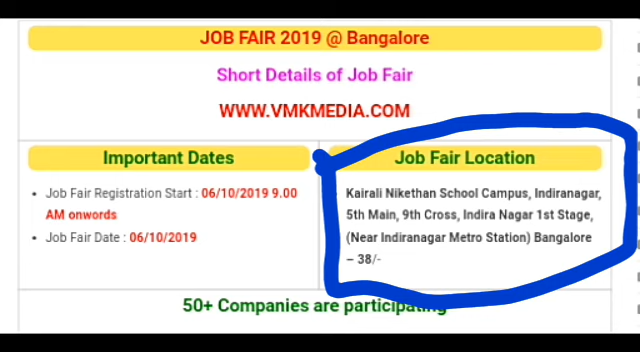 JOB FAIR 2019 @ Bangalore
Short Details of Job Fair
WWW.VMKMEDIA.COM
Important Dates
Job Fair Registration Start : 06/10/2019 9.00
AM onwords
Job Fair Date : 06/10/2019
Job Fair Location
Kairali Nikethan School Campus, Indiranagar,
5th Main, 9th Cross, Indira Nagar 1st Stage,
(Near Indiranagar Metro Station) Bangalore
– 38/-
50+ Companies are participating